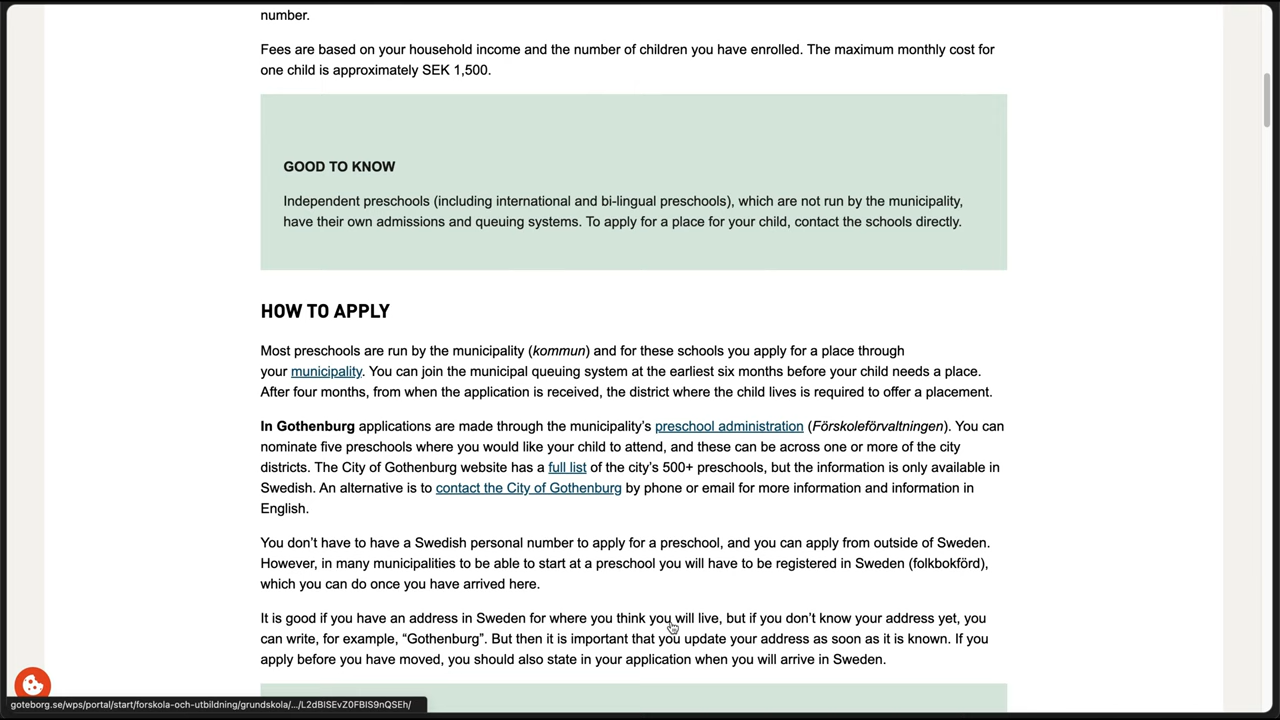 number.
Fees are based on your household income and the number of children you have enrolled. The maximum monthly cost for
one child is approximately SEK 1,500.
GOOD TO KNOW
Independent preschools (including international and bi-lingual preschools), which are not run by the municipality,
have their own admissions and queuing systems. To apply for a place for your child, contact the schools directly.
HOW TO APPLY
Most preschools are run by the municipality (kommun) and for these schools you apply for a place through
your municipality. You can join the municipal queuing system at the earliest six months before your child needs a place.
After four months, from when the application is received, the district where the child lives is required to offer a placement.
In Gothenburg applications are made through the municipality’s preschool administration (Förskoleförvaltningen). You can
nominate five preschools where you would like your child to attend, and these can be across one or more of the city
districts. The City of Gothenburg website has a full list of the city’s 500+ preschools, but the information is only available in
Swedish. An alternative is to contact the City of Gothenburg by phone or email for more information and information in
English.
You don’t have to have a Swedish personal number to apply for a preschool, and you can apply from outside of Sweden.
However, in many municipalities to be able to start at a preschool you will have to be registered in Sweden (folkbokförd),
which you can do once you have arrived here.
It is good if you have an address in Sweden for where you think you will live, but if you don’t know your address yet, you
can write, for example, “Gothenburg”. But then it is important that you update your address as soon as it is known. If you
apply before you have moved, you should also state in your application when you will arrive in Sweden.
goteborg.se/wps/portal/start/forskola-och-utbildning/grundskola/.../L2dBISEvZ0FBIS9nQSEh/